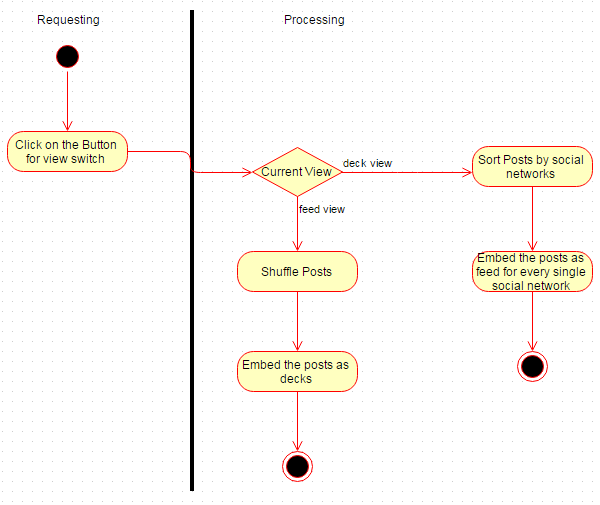 Requesting
Processing
Click on the Button
for view switch
Current View
deck view
Sort Posts by social
networks
feed view
Shuffle Posts
Embed the posts as
feed for every single
social network
Embed the posts as
decks